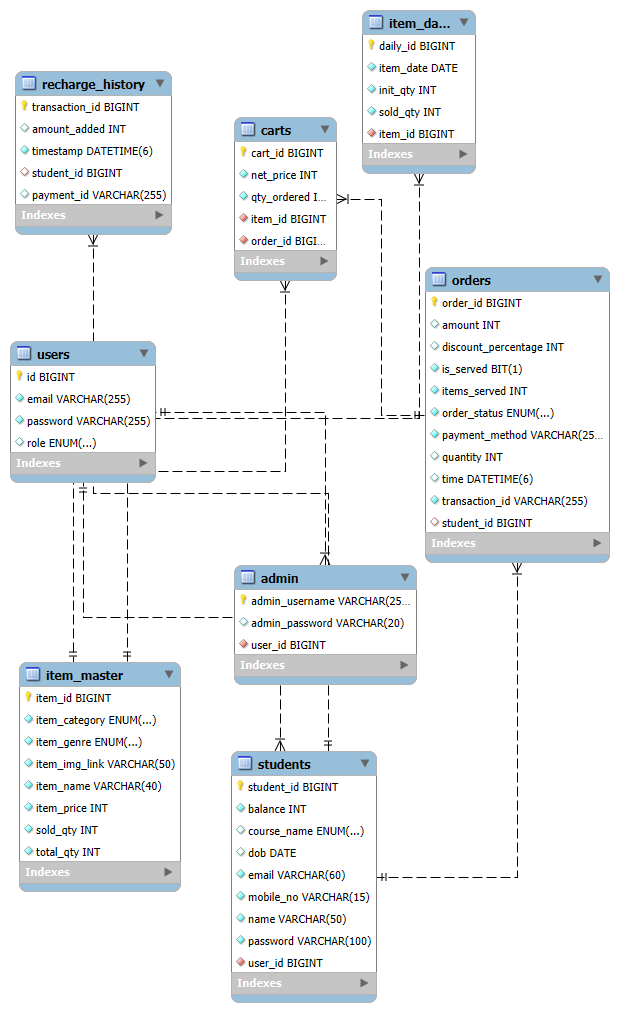 item_da...
daily_id BIGINT
item_date DATE
init_qty INT
sold_qty INT
item_id BIGINT
Indexes
recharge_history
transaction_id BIGINT
amount_added INT
timestamp DATETIME(6)
student_id BIGINT
payment_id VARCHAR(255)
Indexes
carts
cart_id BIGINT
net_price INT
qty_ordered I...
item_id BIGINT
order_id BIGI...
Indexes
orders
order_id BIGINT
amount INT
discount_percentage INT
is_served BIT(1)
items_served INT
order_status ENUM(...)
payment_method VARCHAR(25...
quantity INT
time DATETIME(6)
transaction_id VARCHAR(255)
student_id BIGINT
Indexes
users
id BIGINT
email VARCHAR(255)
password VARCHAR(255)
role ENUM(...)
Indexes
admin
admin_username VARCHAR(25...
admin_password VARCHAR(20)
user_id BIGINT
Indexes
item_master
item_id BIGINT
item_category ENUM(...)
item_genre ENUM(...)
item_img_link VARCHAR(50)
item_name VARCHAR(40)
item_price INT
sold_qty INT
total_qty INT
Indexes
students
student_id BIGINT
balance INT
course_name ENUM(...)
dob DATE
email VARCHAR(60)
mobile_no VARCHAR(15)
name VARCHAR(50)
password VARCHAR(100)
user_id BIGINT
Indexes